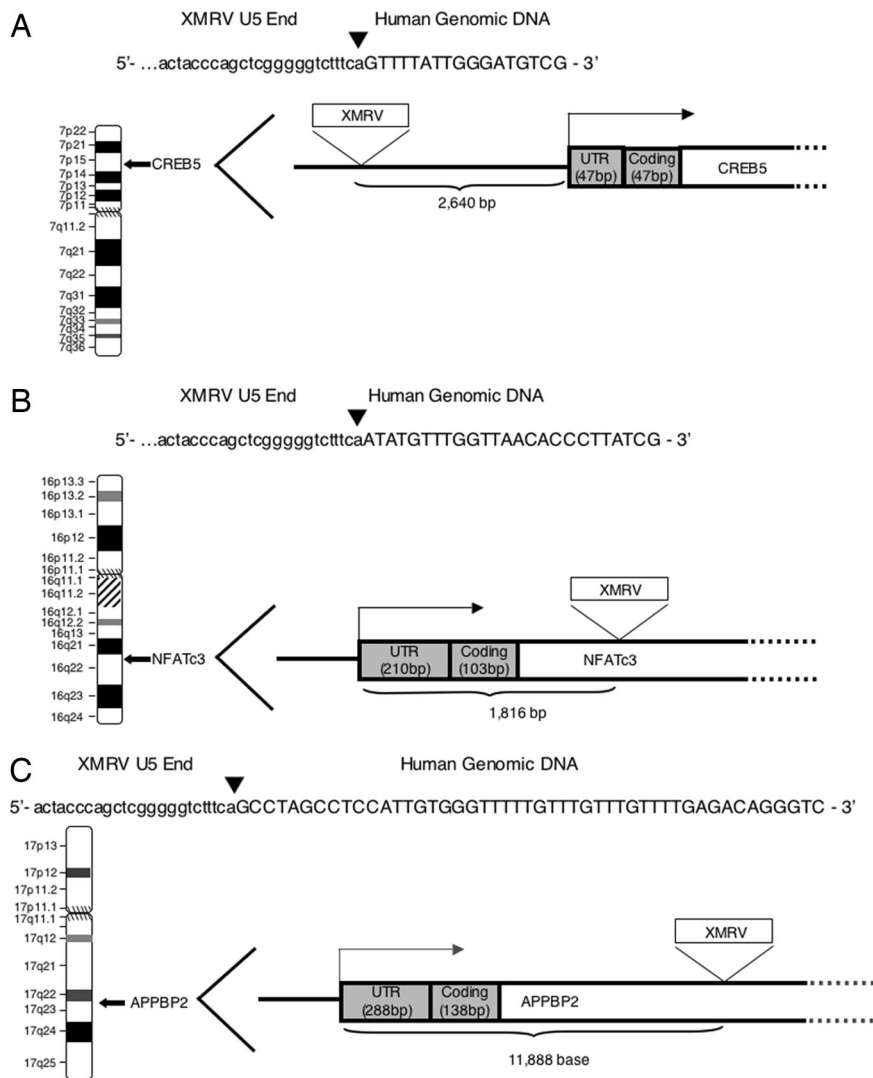 A
XMRV U5 End Human Genomic DNA
5'- ...actacccagctcgggggtctttcaGTTTTATTGGGATGTCG - 3'
XMRV
7p22
7p21
7p15
7p14
7p13
7p12
7p11
7q11.2
7q21
7q22
7q31
7q32
7q33
7q34
7q35
7q36
CREB5
UTR
(47bp)
Coding
(47bp)
CREB5
2,640 bp
B
XMRV U5 End Human Genomic DNA
5'- ...actacccagctcgggggtctttcaATATGTTTGGTTAACACCCTTATCG - 3'
16p13.3
16p13.2
16p13.1
16p12
16p11.2
16p11.1
16q11.1
16q11.2
16q12.1
16q12.2
16q13
16q21
16q22
16q23
16q24
NFATc3
XMRV
UTR
(210bp)
Coding
(103bp)
NFATc3
1,816 bp
C
XMRV U5 End Human Genomic DNA
5'- actacccagctcgggggtctttcaGCCTAGCCTCCATTGTGGGTTTTTGTTTGTTTGTTTTGAGACAGGGTC - 3'
17p13
17p12
17p11.2
17p11.1
17q11.1
17q12
17q21
17q22
17q23
17q24
17q25
APPBP2
XMRV
UTR
(288bp)
Coding
(138bp)
APPBP2
11,888 base